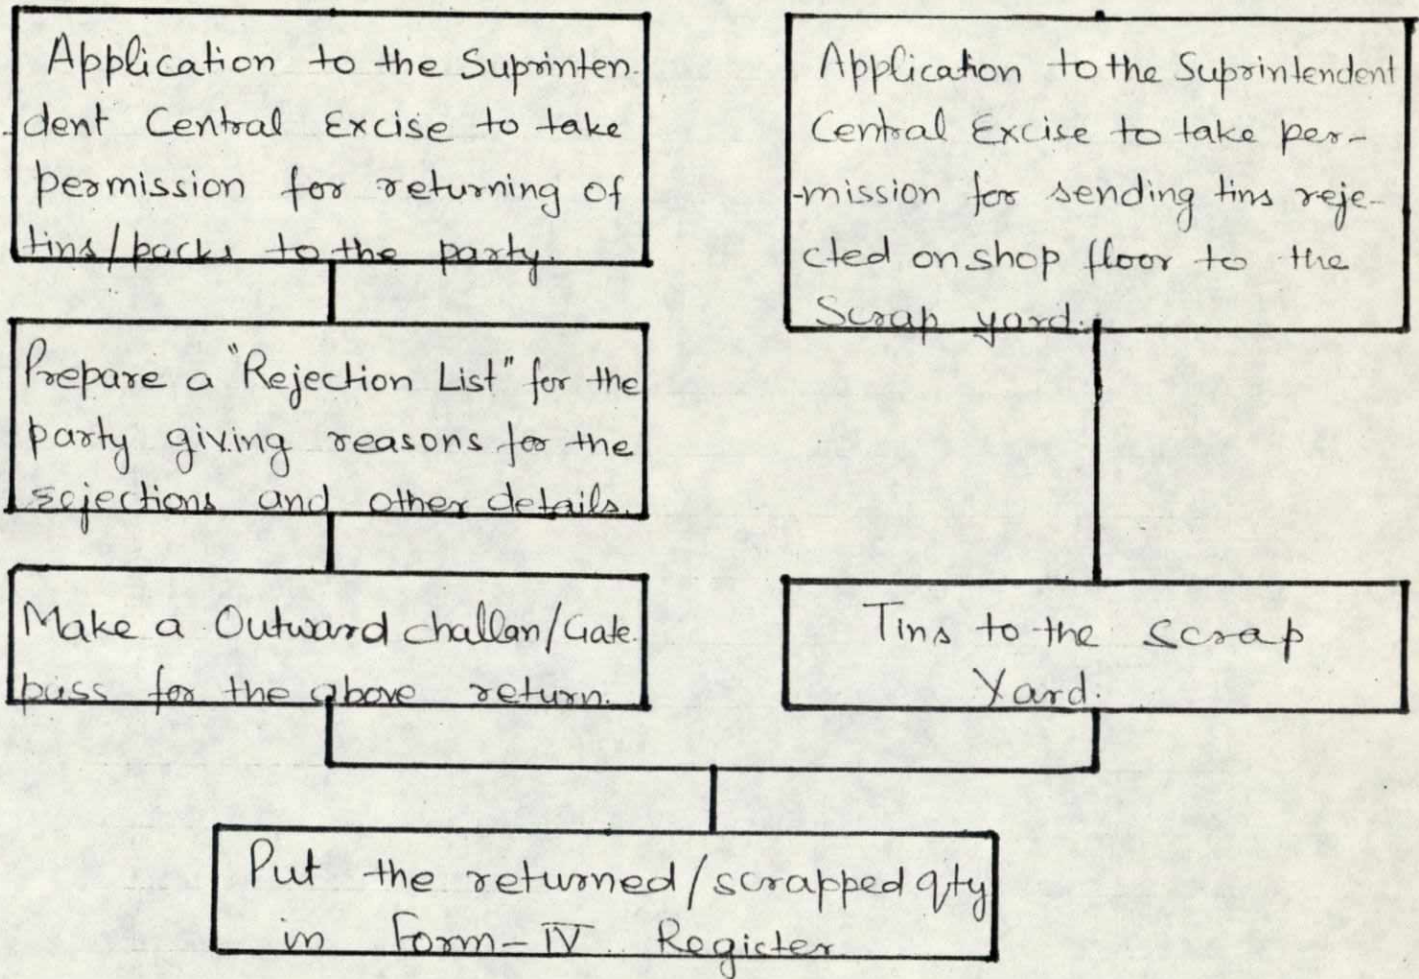 Application to the Suprinten-
-dent Central Excise to take
permission for returning of
tins/packs to the party.
Prepare a "Rejection List" for the
party giving reasons for the
rejections and other details.
Make a Outward challan/Gate
pass for the above return.
Application to the Suprintendent
Central Excise to take per-
-mission for sending tins reje-
cted on shop floor to the
Scrap yard.
Tins to the scrap
Yard.
Put the returned/scrapped qty
in Form-IV Register